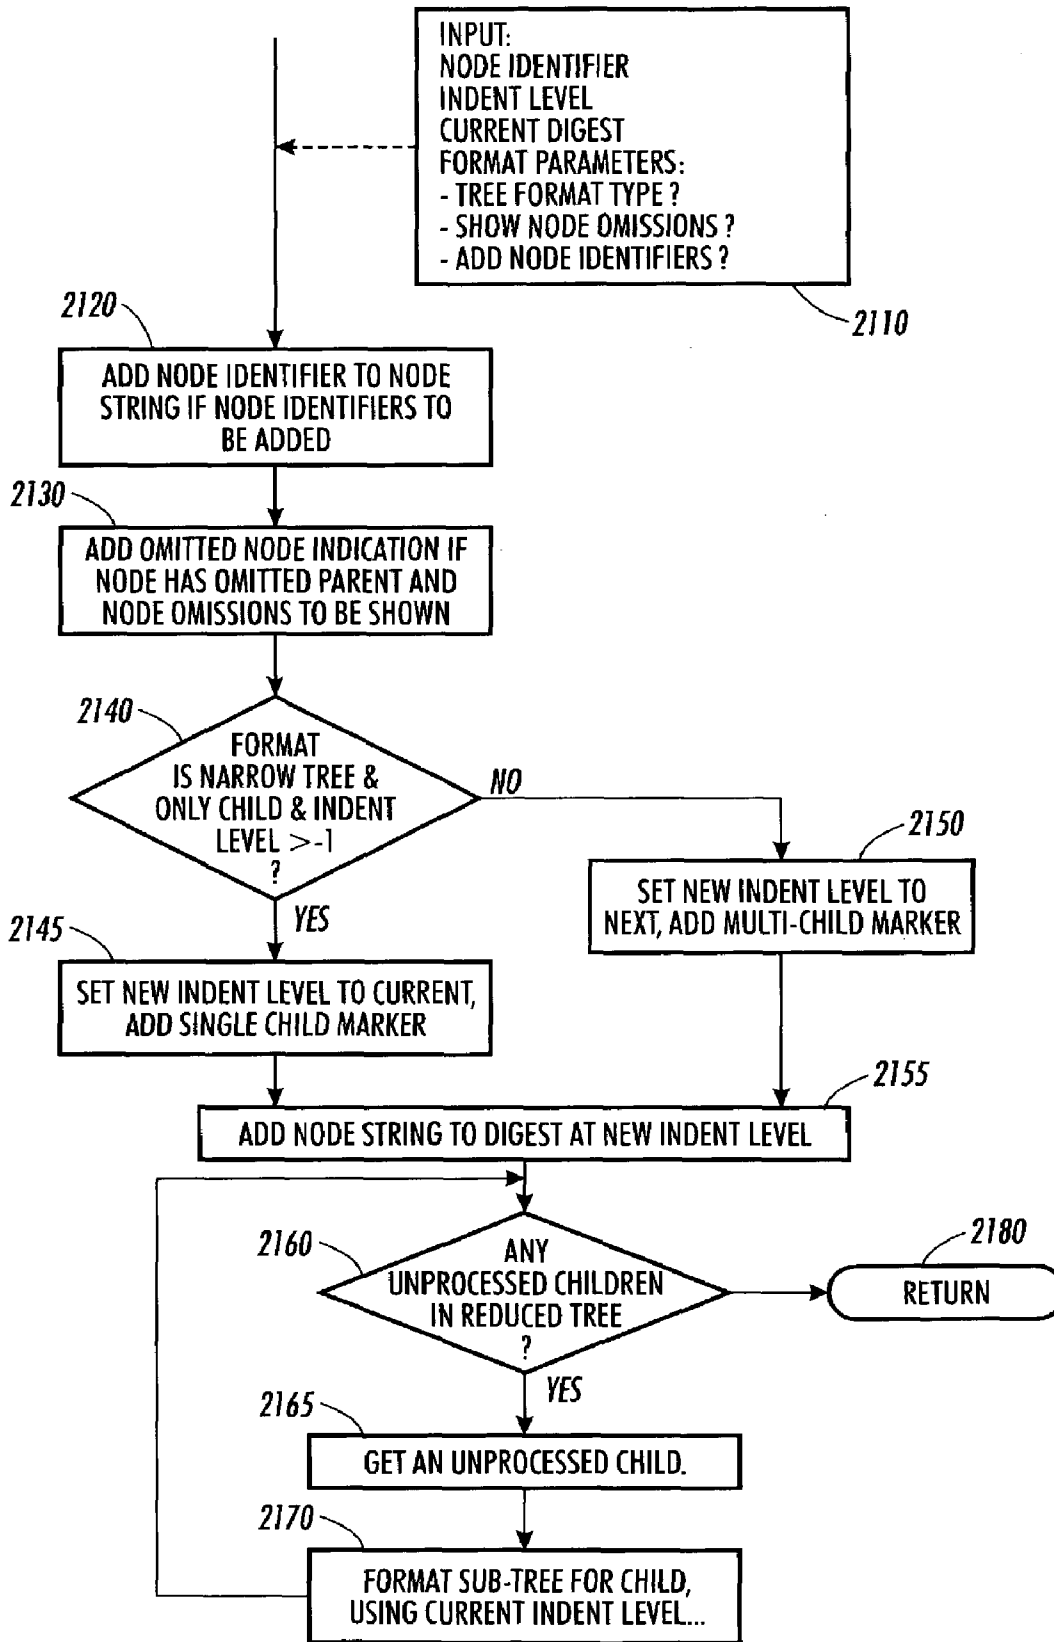 INPUT:
NODE IDENTIFIER
INDENT LEVEL
CURRENT DIGEST
FORMAT PARAMETERS:
- TREE FORMAT TYPE ?
- SHOW NODE OMISSIONS ?
- ADD NODE IDENTIFIERS ?
2110
2120
ADD NODE IDENTIFIER TO NODE
STRING IF NODE IDENTIFIERS TO
BE ADDED
2130
ADD OMITTED NODE INDICATION IF
NODE HAS OMITTED PARENT AND
NODE OMISSIONS TO BE SHOWN
2140
FORMAT
IS NARROW TREE &
ONLY CHILD & INDENT
LEVEL >-1
?
NO
YES
2150
SET NEW INDENT LEVEL TO
NEXT, ADD MULTI-CHILD MARKER
2145
SET NEW INDENT LEVEL TO CURRENT,
ADD SINGLE CHILD MARKER
2155
ADD NODE STRING TO DIGEST AT NEW INDENT LEVEL
2160
ANY
UNPROCESSED CHILDREN
IN REDUCED TREE
?
YES
2180
RETURN
2165
GET AN UNPROCESSED CHILD.
2170
FORMAT SUB-TREE FOR CHILD,
USING CURRENT INDENT LEVEL...